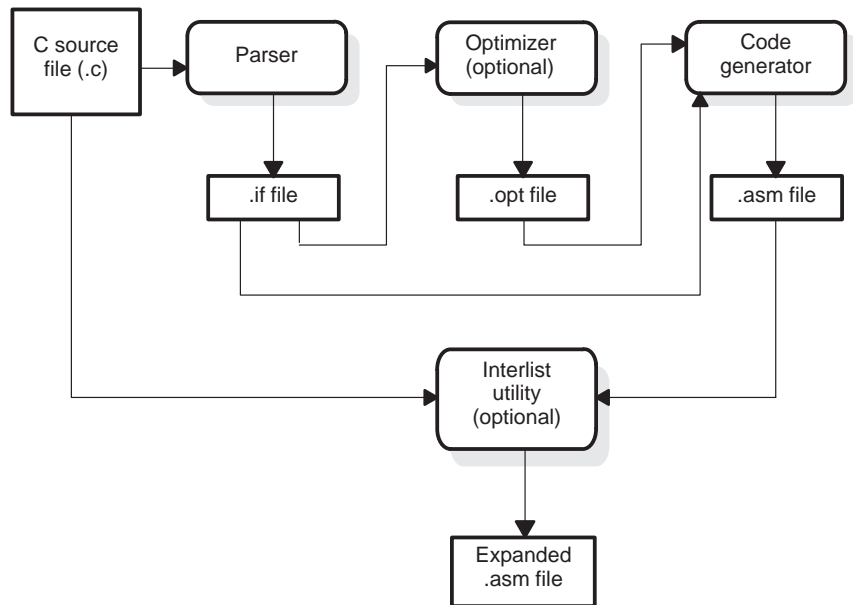 C source
file (.c)
Parser
Optimizer
(optional)
Code
generator
.if file
.opt file
.asm file
Interlist
utility
(optional)
Expanded
.asm file